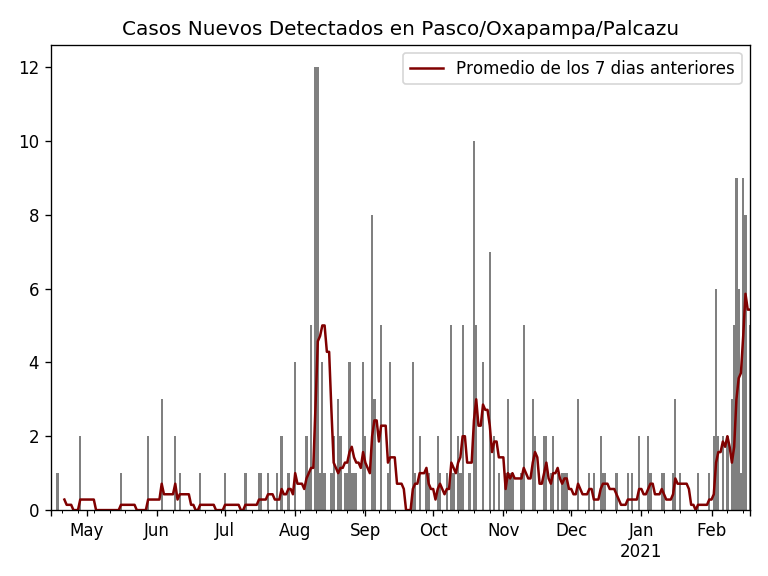 Casos Nuevos Detectados en Pasco/Oxapampa/Palcazu
Promedio de los 7 dias anteriores
12
10
8
6
4
2
0
May Jun Jul Aug Sep Oct Nov Dec Jan Feb
2021